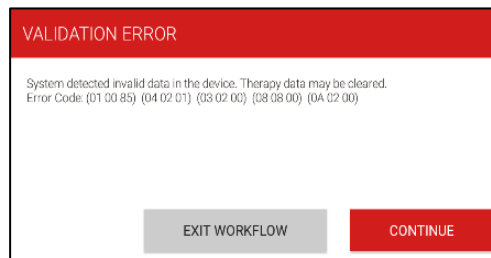 VALIDATION ERROR
System detected invalid data in the device. Therapy data may be cleared.
Error Code: (01 00 85) (04 02 01) (03 02 00) (08 08 00) (0A 02 00)
EXIT WORKFLOW
CONTINUE